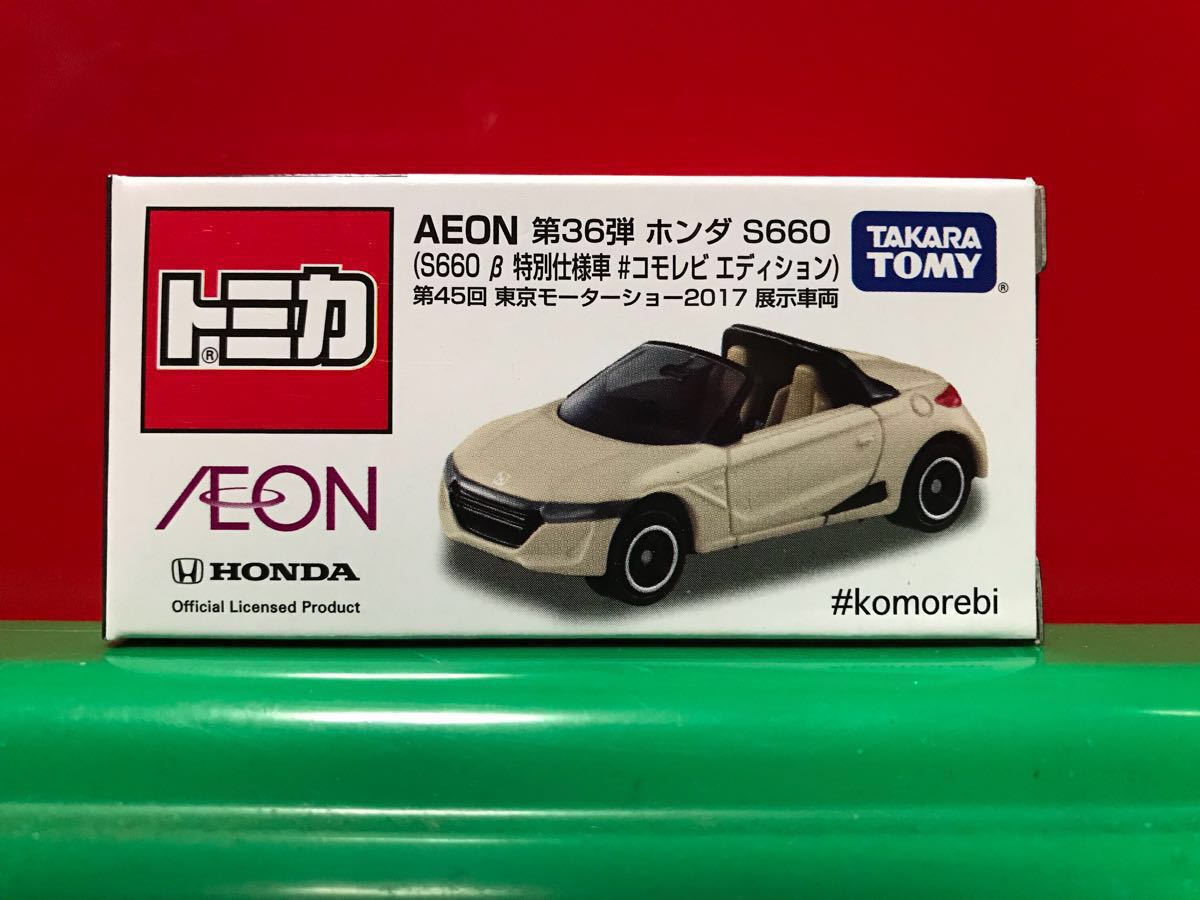 トミカ
®
AEON 第36弾 ホンダ S660
(S660 β 特別仕様車 #コモレビ エディション)
第45回 東京モーターショー2017 展示車両
TAKARA
TOMY
®
AEON
HONDA
Official Licensed Product
#komorebi